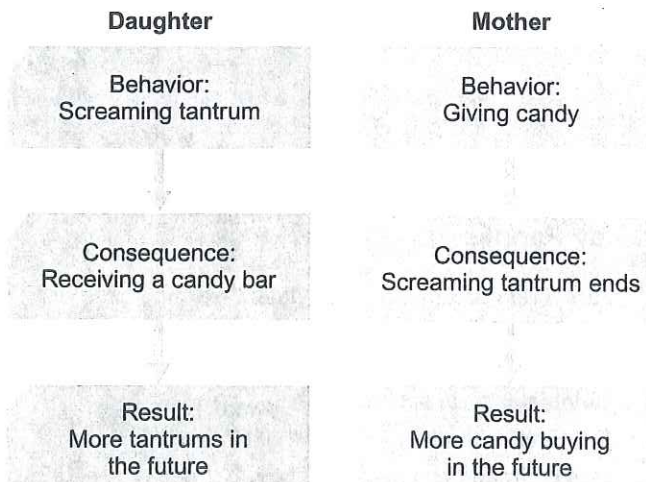 Daughter
Behavior:
Screaming tantrum
Consequence:
Receiving a candy bar
Result:
More tantrums in
the future
Mother
Behavior:
Giving candy
Consequence:
Screaming tantrum ends
Result:
More candy buying
in the future